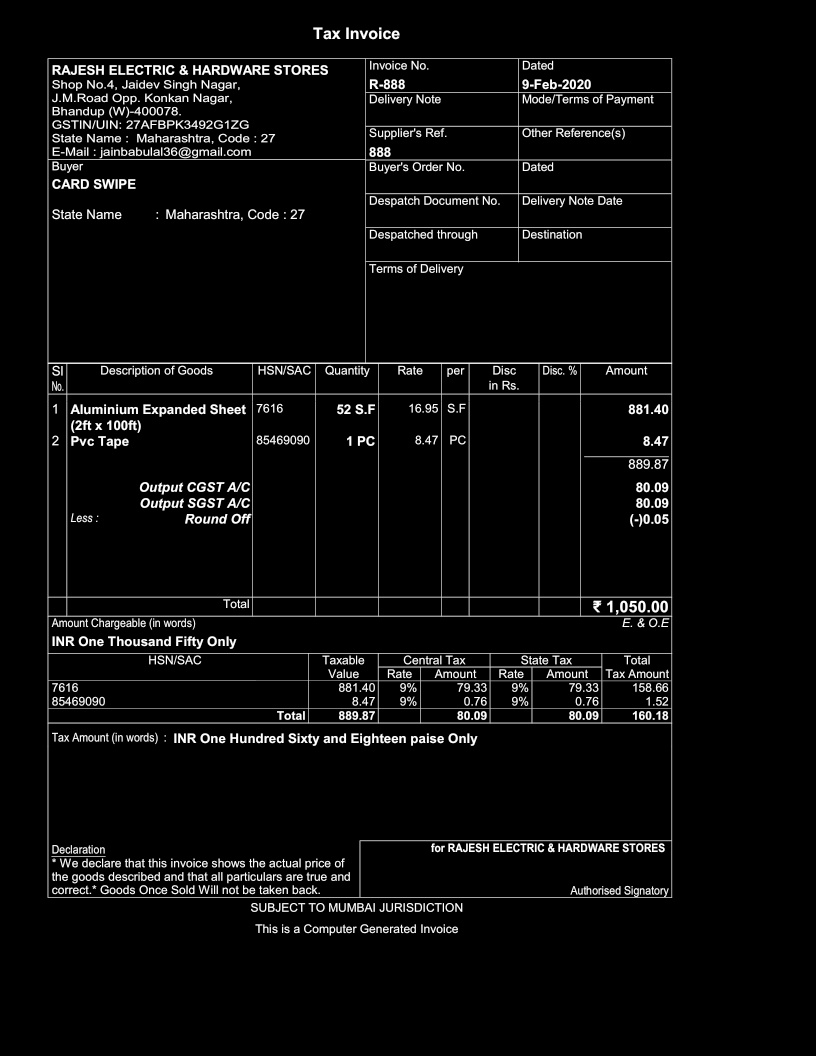 Tax Invoice
RAJESH ELECTRIC & HARDWARE STORES
Shop No.4, Jaidev Singh Nagar,
J.M.Road Opp. Konkan Nagar,
Bhandup (W)-400078.
GSTIN/UIN: 27AFBPK3492G1ZG
State Name : Maharashtra, Code : 27
E-Mail : jainbabulal36@gmail.com
Invoice No. Dated
R-888 9-Feb-2020
Delivery Note Mode/Terms of Payment
Supplier's Ref. Other Reference(s)
888
Buyer
CARD SWIPE
State Name : Maharashtra, Code : 27
Buyer's Order No. Dated
Despatch Document No. Delivery Note Date
Despatched through Destination
Terms of Delivery
Sl Description of Goods HSN/SAC Quantity Rate per Disc Disc. % Amount
No. in Rs.
1 Aluminium Expanded Sheet 7616 52 S.F 16.95 S.F 881.40
(2ft x 100ft)
2 Pvc Tape 85469090 1 PC 8.47 PC 8.47
889.87
Output CGST A/C 80.09
Output SGST A/C 80.09
Less : Round Off (-)0.05
Total ₹ 1,050.00
Amount Chargeable (in words) E. & O.E
INR One Thousand Fifty Only
HSN/SAC Taxable Central Tax State Tax Total
Value Rate Amount Rate Amount Tax Amount
7616 881.40 9% 79.33 9% 79.33 158.66
85469090 8.47 9% 0.76 9% 0.76 1.52
Total 889.87 80.09 80.09 160.18
Tax Amount (in words) : INR One Hundred Sixty and Eighteen paise Only
Declaration
* We declare that this invoice shows the actual price of
the goods described and that all particulars are true and
correct.* Goods Once Sold Will not be taken back.
for RAJESH ELECTRIC & HARDWARE STORES
Authorised Signatory
SUBJECT TO MUMBAI JURISDICTION
This is a Computer Generated Invoice